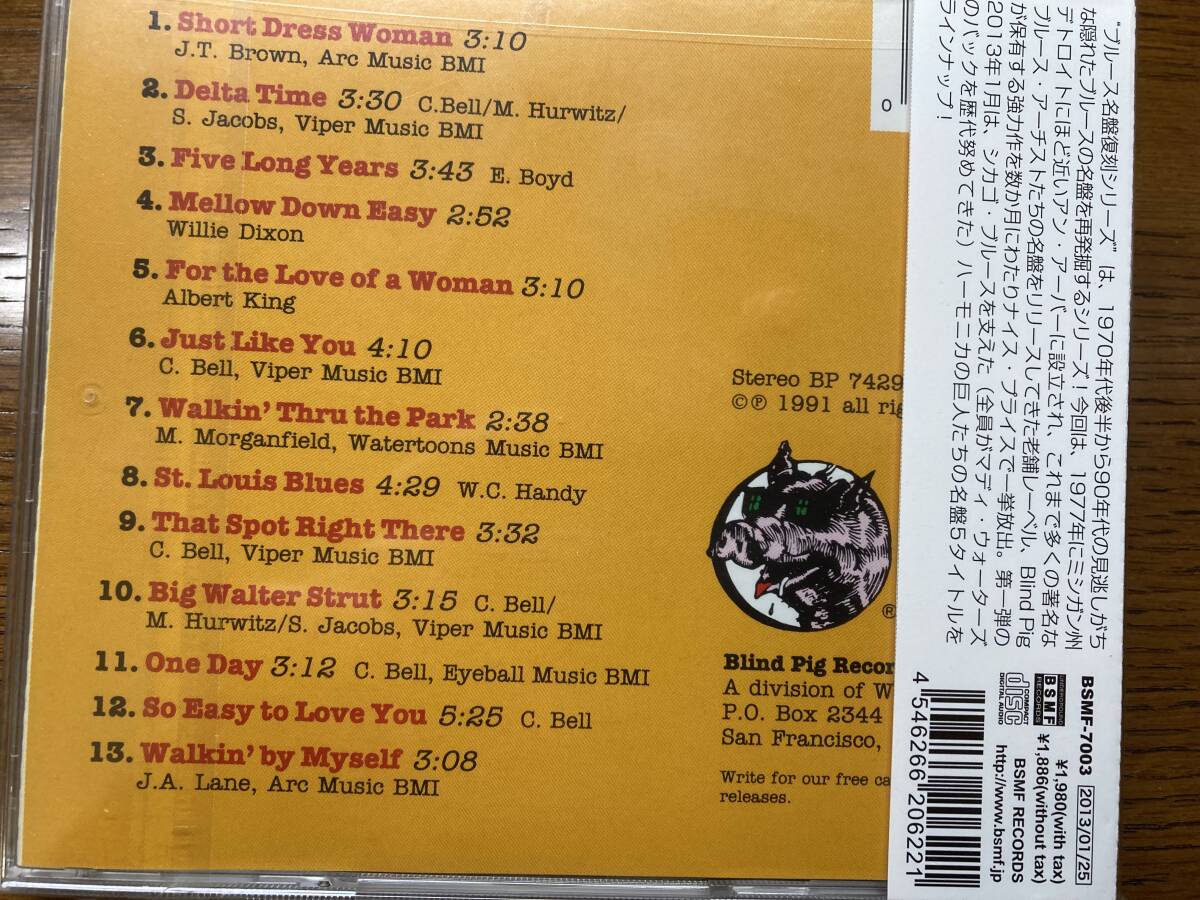 1. Short Dress Woman 3:10
J.T. Brown, Arc Music BMI
2. Delta Time 3:30 C.Bell/M. Hurwitz/
S. Jacobs, Viper Music BMI
3. Five Long Years 3:43 E. Boyd
4. Mellow Down Easy 2:52
Willie Dixon
5. For the Love of a Woman 3:10
Albert King
6. Just Like You 4:10
C. Bell, Viper Music BMI
7. Walkin' Thru the Park 2:38
M. Morganfield, Watertoons Music BMI
8. St. Louis Blues 4:29 W.C. Handy
9. That Spot Right There 3:32
C. Bell, Viper Music BMI
10. Big Walter Strut 3:15 C. Bell/
M. Hurwitz/S. Jacobs, Viper Music BMI
11. One Day 3:12 C. Bell, Eyeball Music BMI
12. So Easy to Love You 5:25 C. Bell
13. Walkin' by Myself 3:08
J.A. Lane, Arc Music BMI
Stereo BP 7429
©℗ 1991 all rig
®
Blind Pig Recor
A division of W
P.O. Box 2344
San Francisco,
Write for our free ca
releases.
0
"ブルース名盤復刻シリーズ" は、1970年代後半から90年代の見逃しがち
な隠れたブルースの名盤を再発掘するシリーズ!今回は、1977年にミシガン州
デトロイトにほど近いアン・アーバーに設立され、これまで多くの著名な
ブルース・アーチストたちの名盤をリリースしてきた老舗レーベル、Blind Pig
が保有する強力作を数か月にわたりナイス・プライスで一挙放出。第一弾の
2013年1月は、シカゴ・ブルースを支えた(全員がマディ・ウォーターズ
のバックを歴代努めてきた)ハーモニカの巨人たちの名盤5タイトルを
ラインナップ!
BSMF-7003 2013/01/25
¥1,980(with tax)
¥1,886(without tax)
UNDERGROUND
BSMF
RECORDS
BSMF RECORDS
COMPACT
disc
DIGITAL AUDIO
http://www.bsmf.jp
4 546266 206221